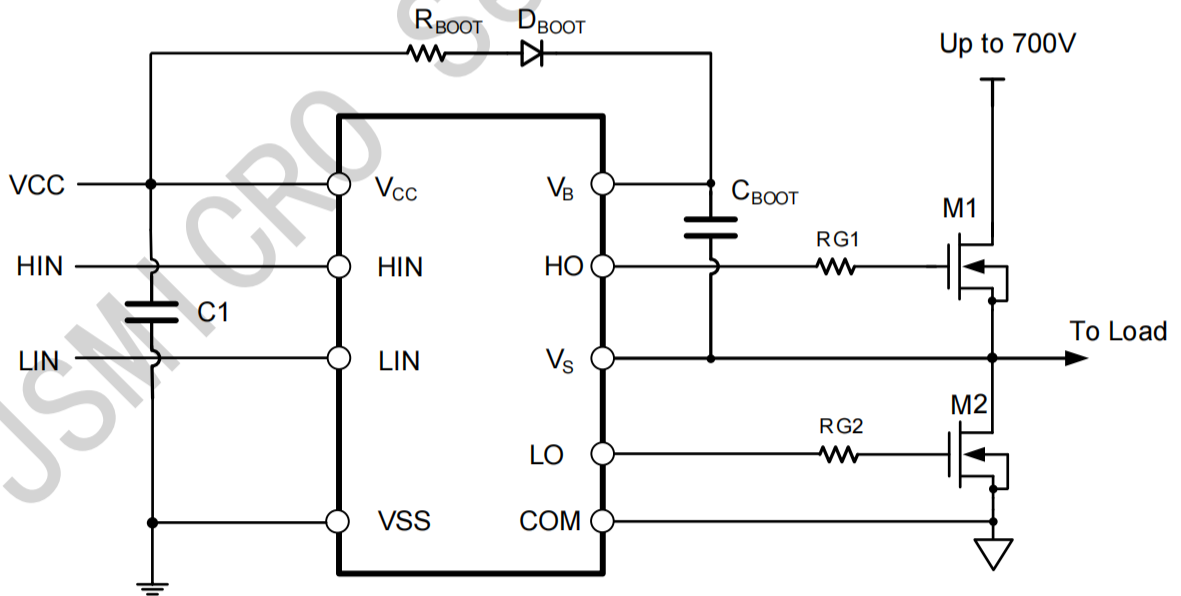 RBOOT DBOOT
Up to 700V
VCC
VCC
VB
CBOOT
M1
RG1
HIN
HIN
HO
C1
To Load
LIN
LIN
VS
M2
RG2
LO
VSS
COM
JSMICRO